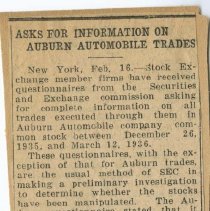 ASKS FOR INFORMATION ON
AUBURN AUTOMOBILE TRADES
New York, Feb. 16.—Stock Ex-
change member firms have received
questionnaires from the Securities
and Exchange commission asking
for complete information on all
trades executed through them in
Auburn Automobile company com-
mon stock between December 26,
1935, and March 12, 1936.
These questionnaires, with the
exception of that for Auburn trades,
are the usual method of SEC in
making a preliminary investigation
to determine whether the stocks
have been manipulated. The Au-